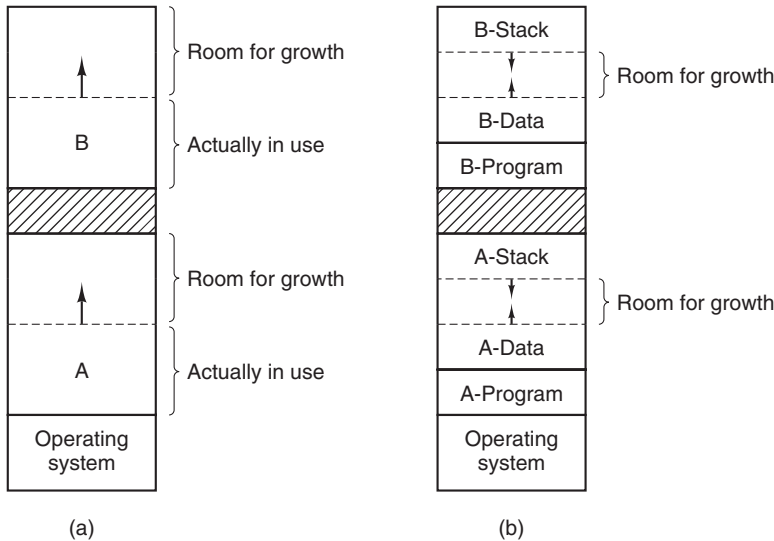 Room for growth
B
Actually in use
Room for growth
A
Actually in use
Operating
system
(a)
B-Stack
Room for growth
B-Data
B-Program
A-Stack
Room for growth
A-Data
A-Program
Operating
system
(b)